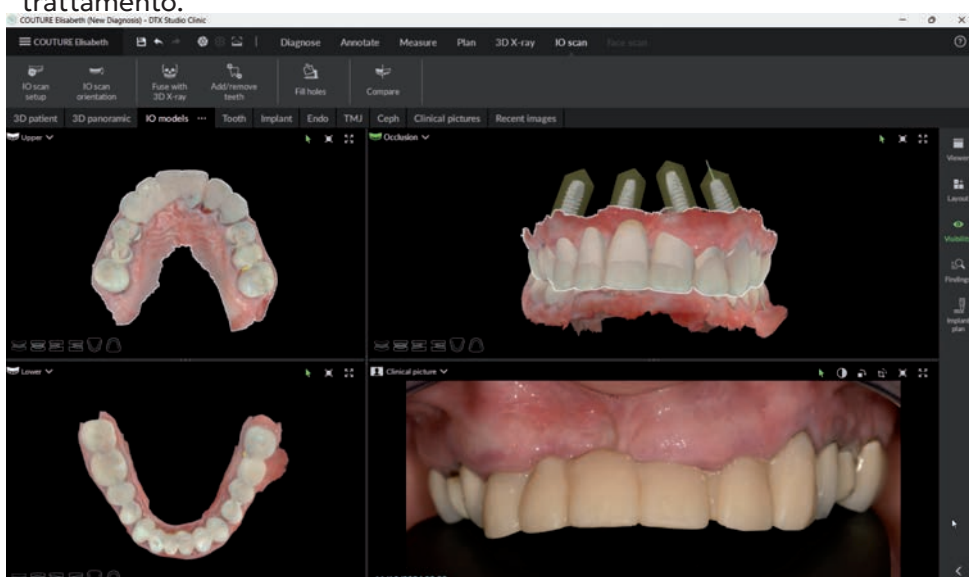 trattamento.
COUTURE Elisabeth (New Diagnosis) - DTX Studio Clinic
COUTURE Elisabeth Diagnose Annotate Measure Plan 3D X-ray IO scan Face scan
IO scan setup
IO scan orientation
Fuse with 3D X-ray
Add/remove teeth
Fill holes
Compare
3D patient 3D panoramic IO models ... Tooth Implant Endo TMJ Ceph Clinical pictures Recent images
Upper
Occlusion
Viewer
Layout
Visibility
Findings
Implant plan
Lower
Clinical picture